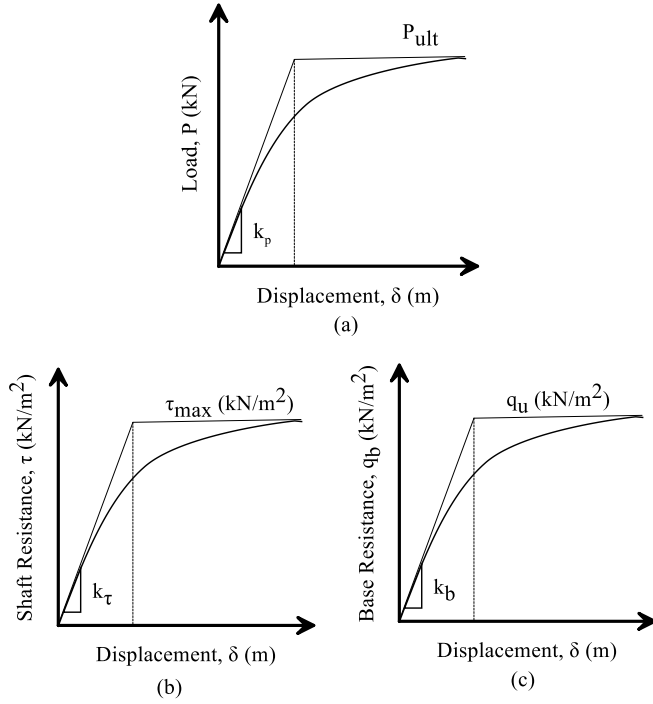 P_ult
Load, P (kN)
k_p
Displacement, δ (m)
(a)
τ_max (kN/m²)
Shaft Resistance, τ (kN/m²)
k_τ
Displacement, δ (m)
(b)
q_u (kN/m²)
Base Resistance, q_b (kN/m²)
k_b
Displacement, δ (m)
(c)